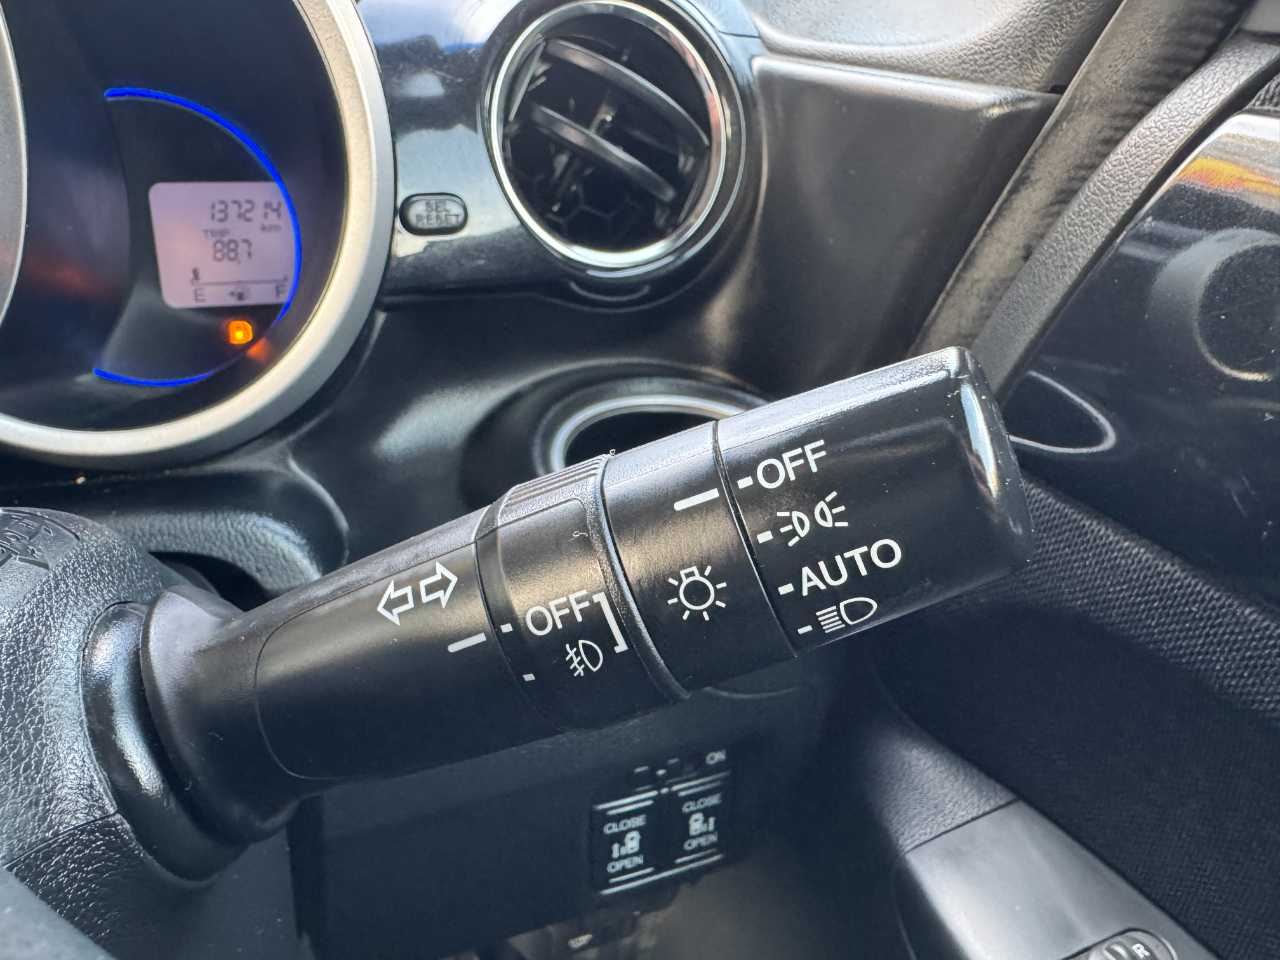 137214
km
TRIP
88.7
E
F
SEL
RESET
OFF
AUTO
OFF
ON
CLOSE
OPEN
CLOSE
OPEN
R